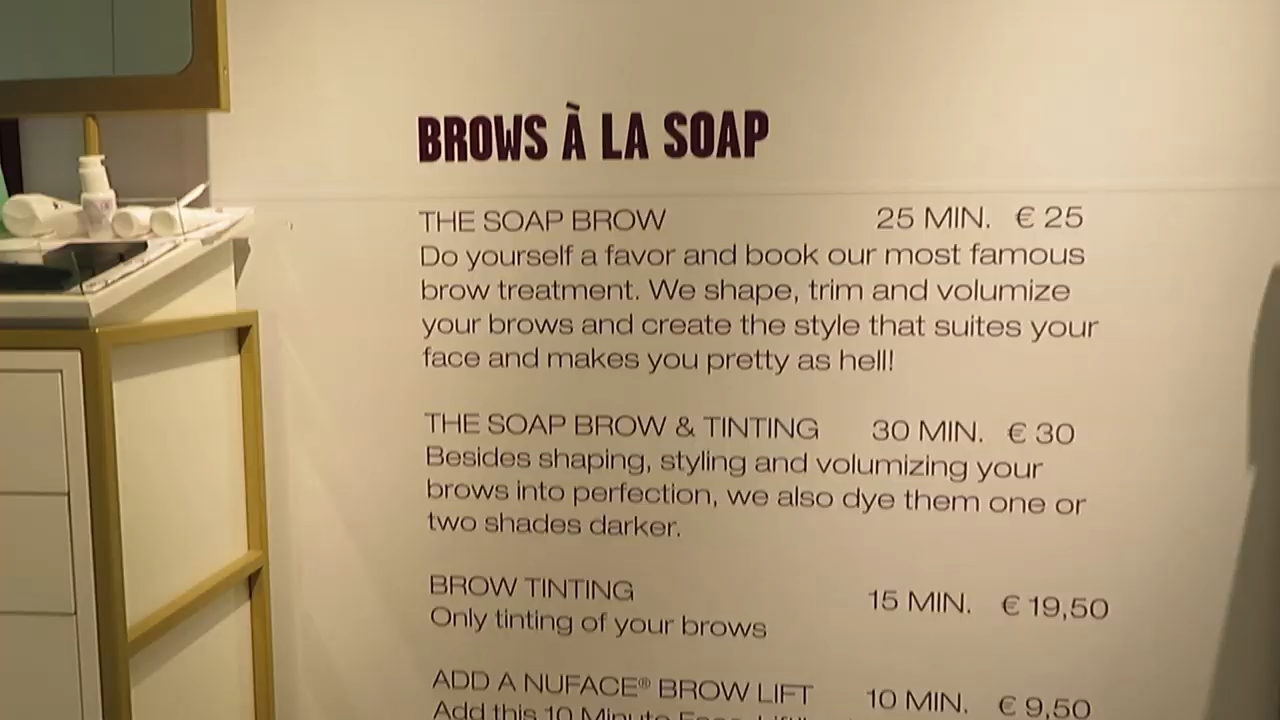 BROWS À LA SOAP
THE SOAP BROW 25 MIN. € 25
Do yourself a favor and book our most famous
brow treatment. We shape, trim and volumize
your brows and create the style that suites your
face and makes you pretty as hell!
THE SOAP BROW & TINTING 30 MIN. € 30
Besides shaping, styling and volumizing your
brows into perfection, we also dye them one or
two shades darker.
BROW TINTING 15 MIN. € 19,50
Only tinting of your brows
ADD A NUFACE® BROW LIFT 10 MIN. € 9,50
Add this 10 Minute